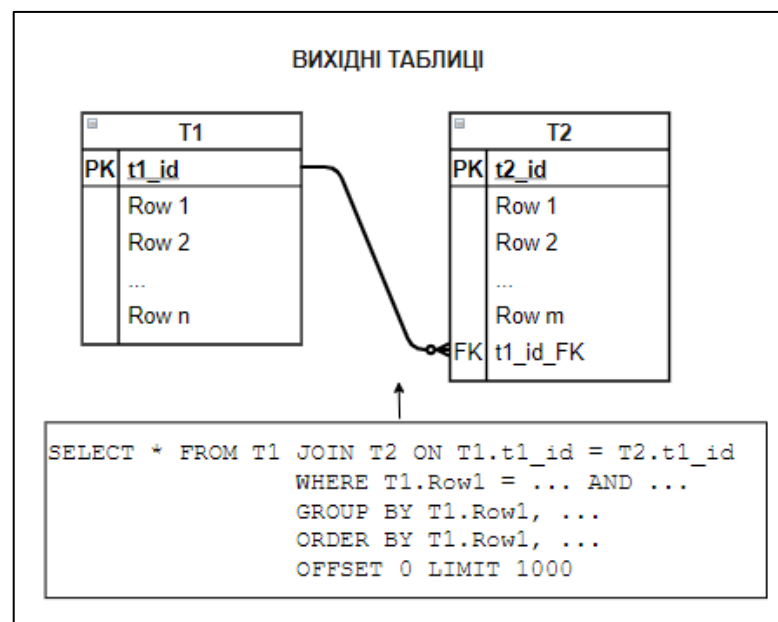 ВИХІДНІ ТАБЛИЦІ
T1
PK t1_id
Row 1
Row 2
...
Row n
T2
PK t2_id
Row 1
Row 2
...
Row m
FK t1_id_FK
SELECT * FROM T1 JOIN T2 ON T1.t1_id = T2.t1_id
WHERE T1.Row1 = ... AND ...
GROUP BY T1.Row1, ...
ORDER BY T1.Row1, ...
OFFSET 0 LIMIT 1000